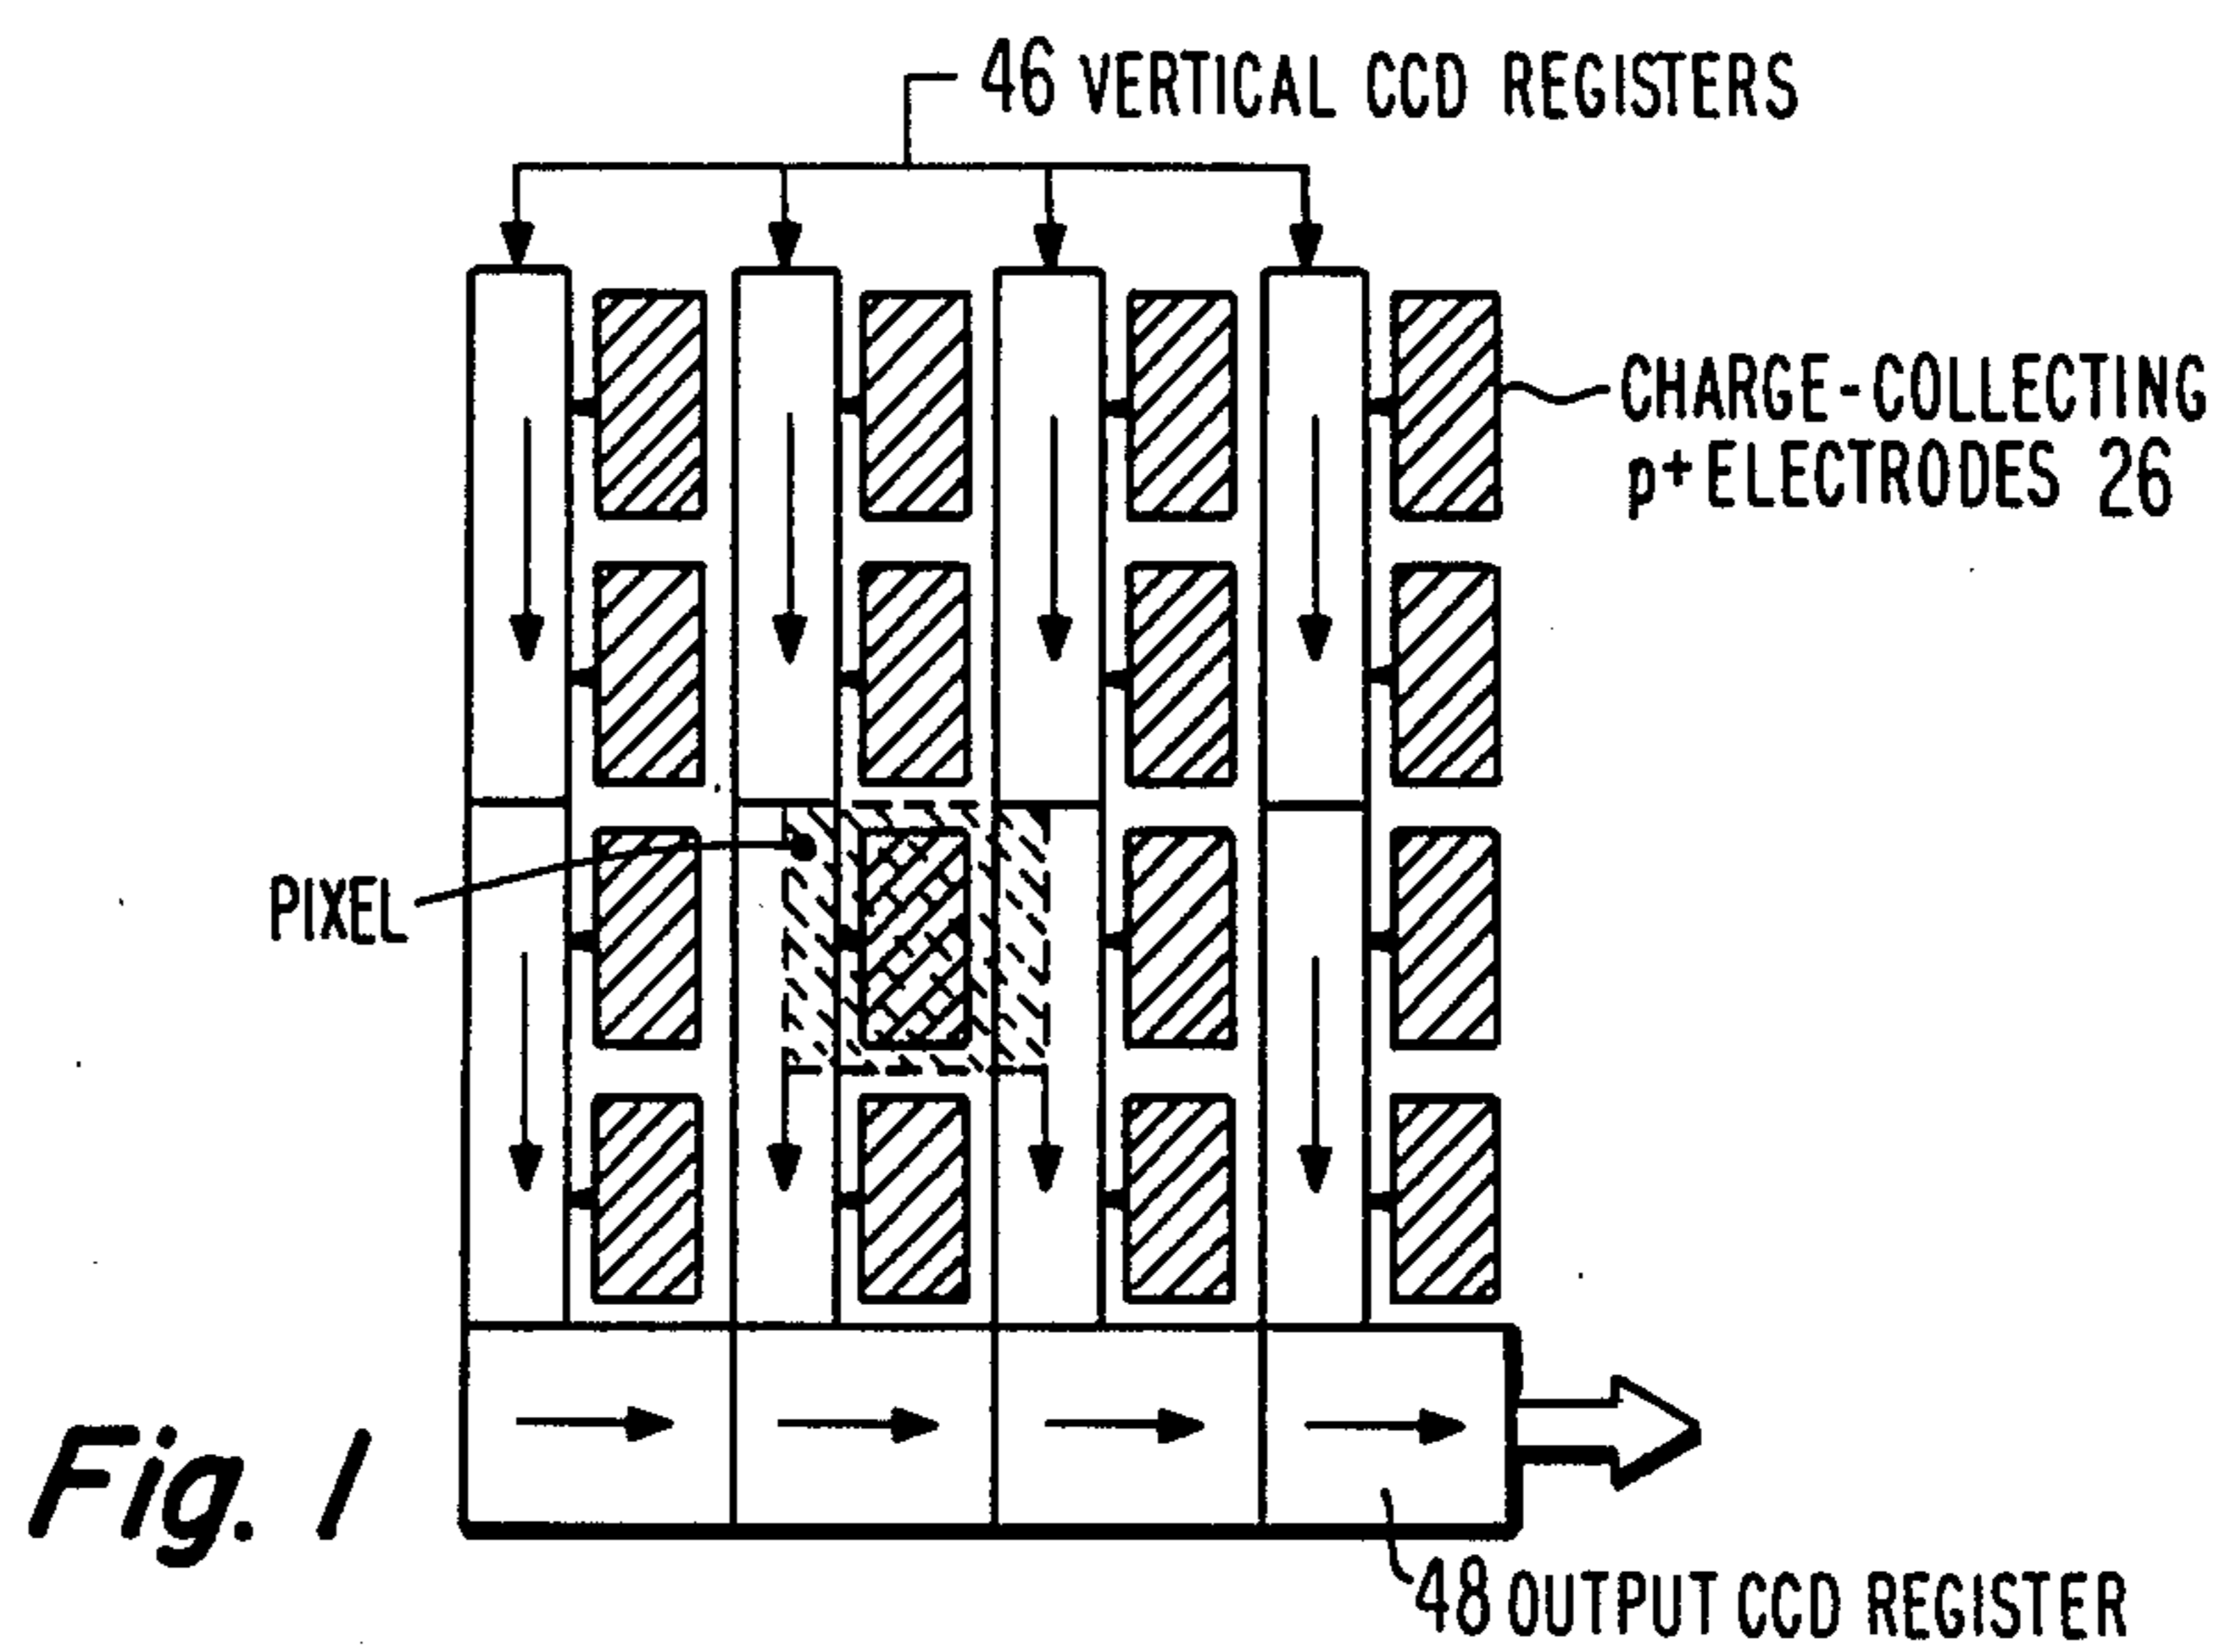 46 VERTICAL CCD REGISTERS
CHARGE-COLLECTING
p+ ELECTRODES 26
PIXEL
Fig. 1
48 OUTPUT CCD REGISTER